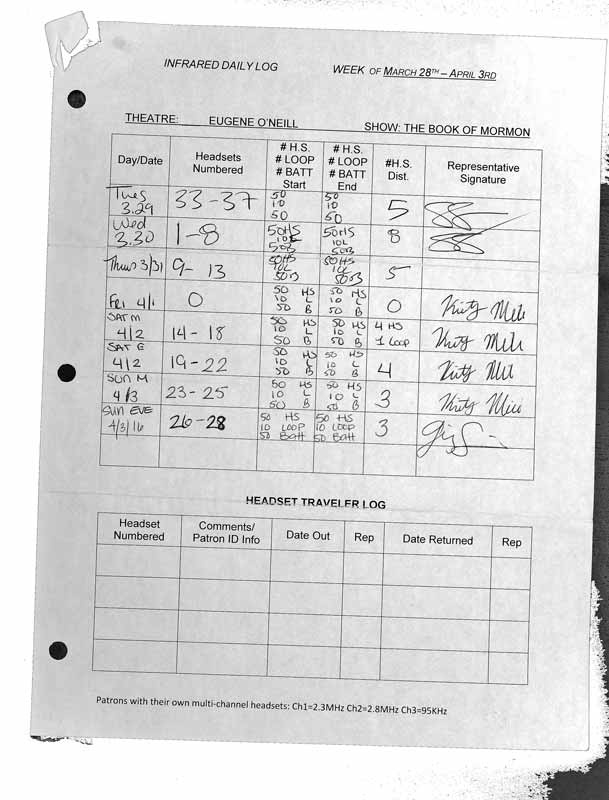 INFRARED DAILY LOG WEEK OF MARCH 28TH – APRIL 3RD
THEATRE: EUGENE O'NEILL SHOW: THE BOOK OF MORMON
Day/Date Headsets Numbered # H.S. # LOOP # BATT Start # H.S. # LOOP # BATT End #H.S. Dist. Representative Signature
Tues 3.29 33-37 50 10 50 50 10 50 5
Wed 3.30 1-8 50HS 10L 50B 50HS 10L 50B 8
Thurs 3/31 9-13 50HS 10L 50B 50HS 10L 50B 5
Fri 4/1 0 50 HS 10 L 50 B 50 HS 10 L 50 B 0 Kitty
SAT M 4/2 14-18 50 HS 10 L 50 B 50 HS 10 L 50 B 4 HS 1 Loop Kitty
SAT E 4/2 19-22 50 HS 10 L 50 B 50 HS 10 L 50 B 4 Kitty
SUN M 4/3 23-25 50 HS 10 L 50 B 50 HS 10 L 50 B 3 Kitty
SUN EVE 4/3/16 26-28 50 HS 10 LOOP 50 BATT 50 HS 10 LOOP 50 BATT 3
HEADSET TRAVELER LOG
Headset Numbered Comments/ Patron ID Info Date Out Rep Date Returned Rep
Patrons with their own multi-channel headsets: Ch1=2.3MHz Ch2=2.8MHz Ch3=95KHz